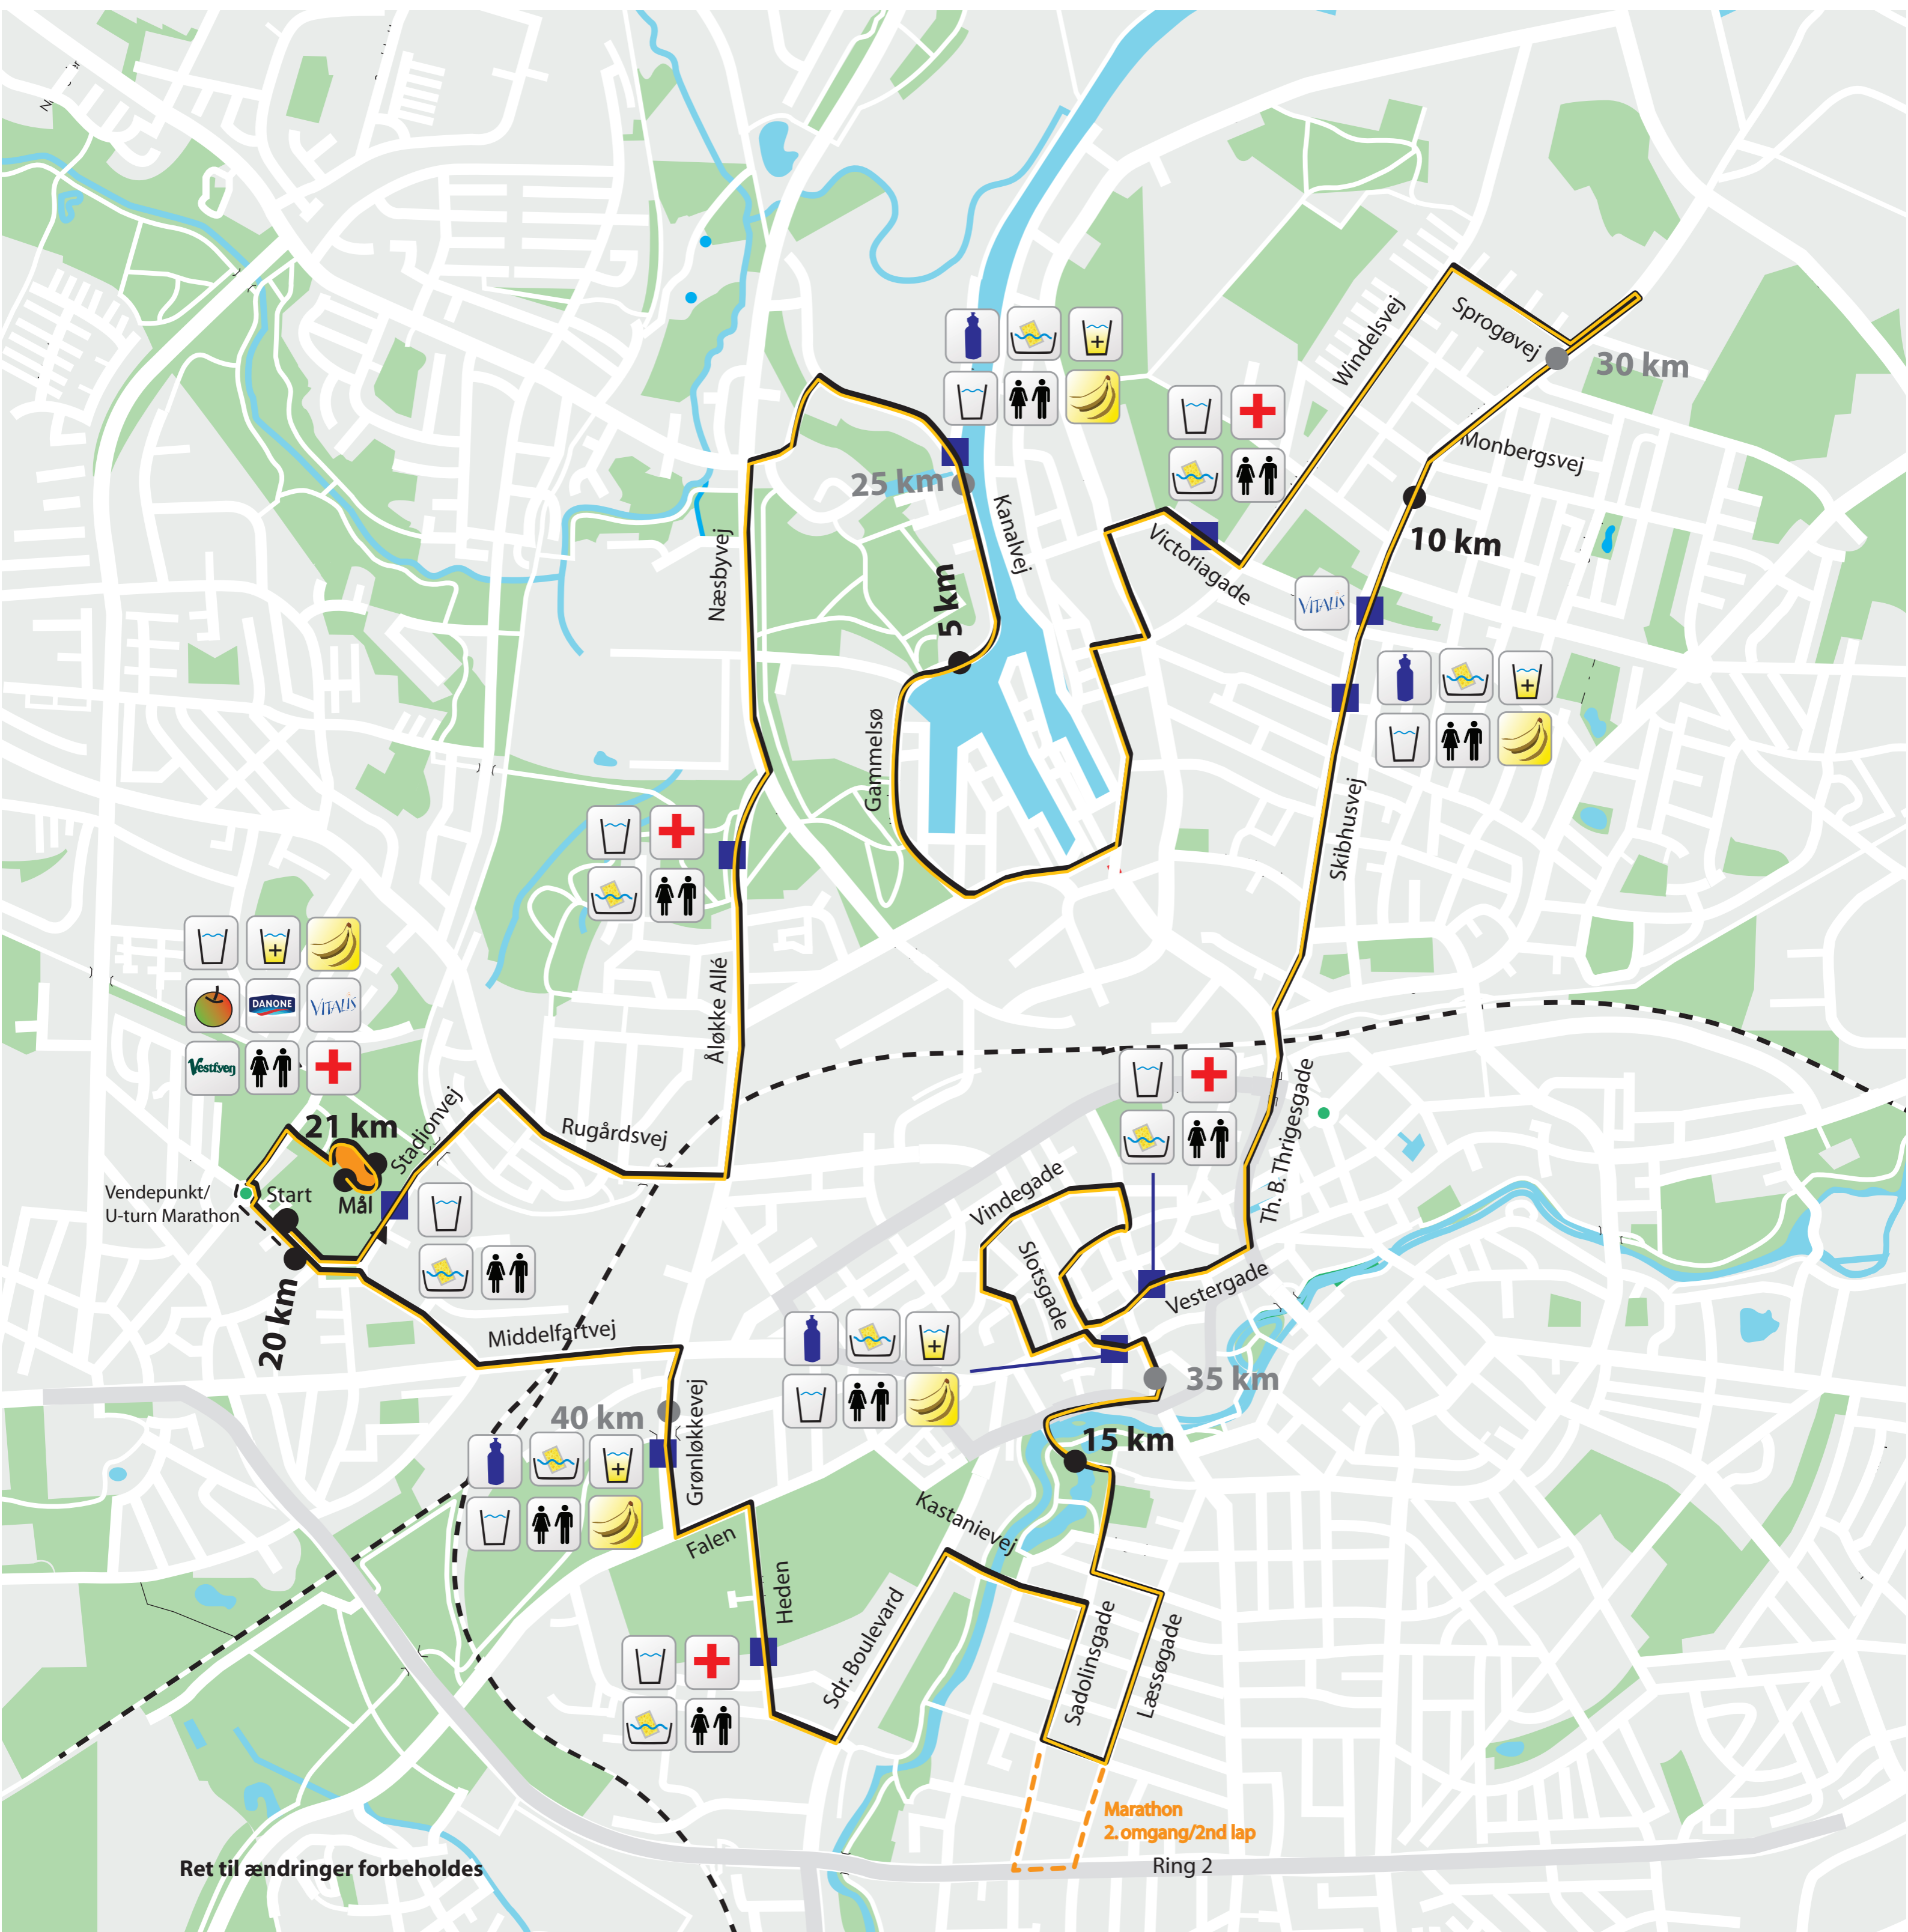 Windelsvej
Sprogøvej
30 km
Monbergsvej
25 km
Kanalvej
10 km
Næsbyvej
Victoriagade
5 km
VITALIS
Gammelsø
Skibhusvej
Åløkke Allé
DANONE
VITALIS
Vestfyen
21 km
Stadionvej
Rugårdsvej
Th. B. Thrigesgade
Vindegade
Vendepunkt/
U-turn Marathon
Start
Mål
Slotsgade
Vestergade
20 km
Middelfartvej
35 km
40 km
Grønløkkevej
15 km
Kastanievej
Falen
Heden
Sdr. Boulevard
Sadolinsgade
Læssøgade
Marathon
2. omgang/2nd lap
Ring 2
Ret til ændringer forbeholdes